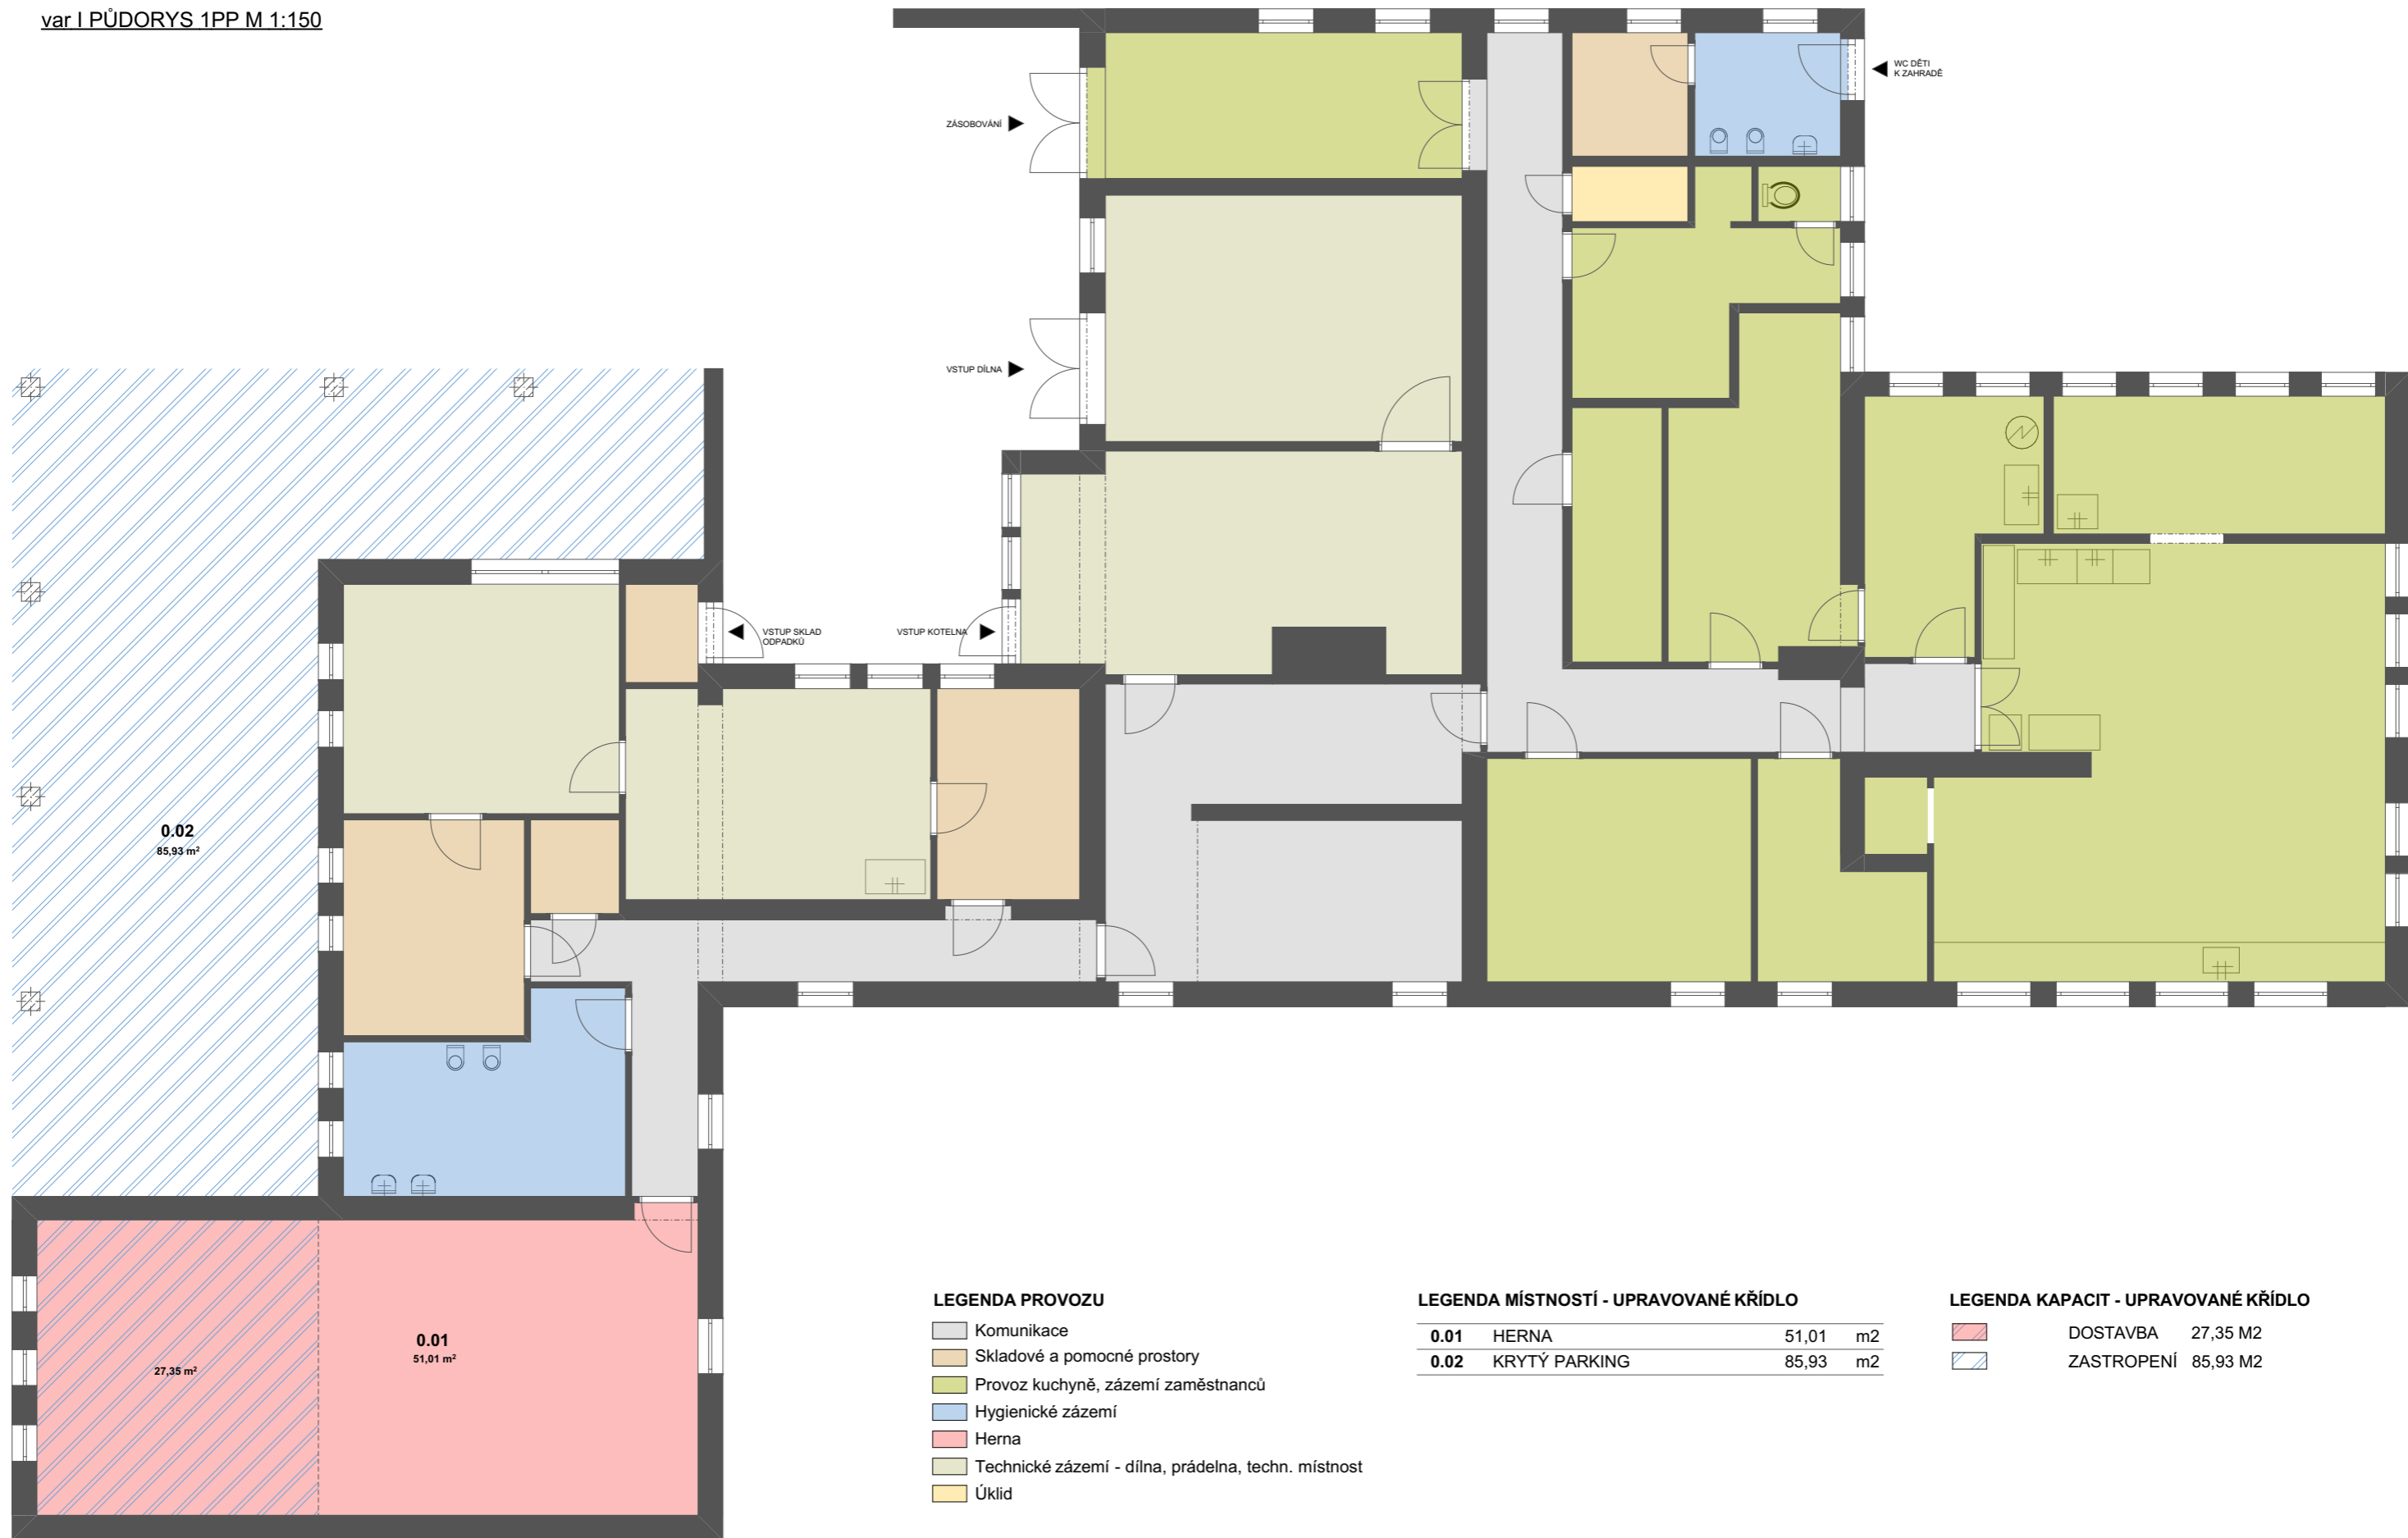 var I PŮDORYS 1PP M 1:150
WC DĚTI
K ZAHRADĚ
ZÁSOBOVÁNÍ
VSTUP DÍLNA
VSTUP SKLAD
ODPADKŮ
VSTUP KOTELNA
0.02
85,93 m²
0.01
51,01 m²
27,35 m²
LEGENDA PROVOZU
Komunikace
Skladové a pomocné prostory
Provoz kuchyně, zázemí zaměstnanců
Hygienické zázemí
Herna
Technické zázemí - dílna, prádelna, techn. místnost
Úklid
LEGENDA MÍSTNOSTÍ - UPRAVOVANÉ KŘÍDLO
0.01 HERNA 51,01 m2
0.02 KRYTÝ PARKING 85,93 m2
LEGENDA KAPACIT - UPRAVOVANÉ KŘÍDLO
DOSTAVBA 27,35 M2
ZASTROPENÍ 85,93 M2